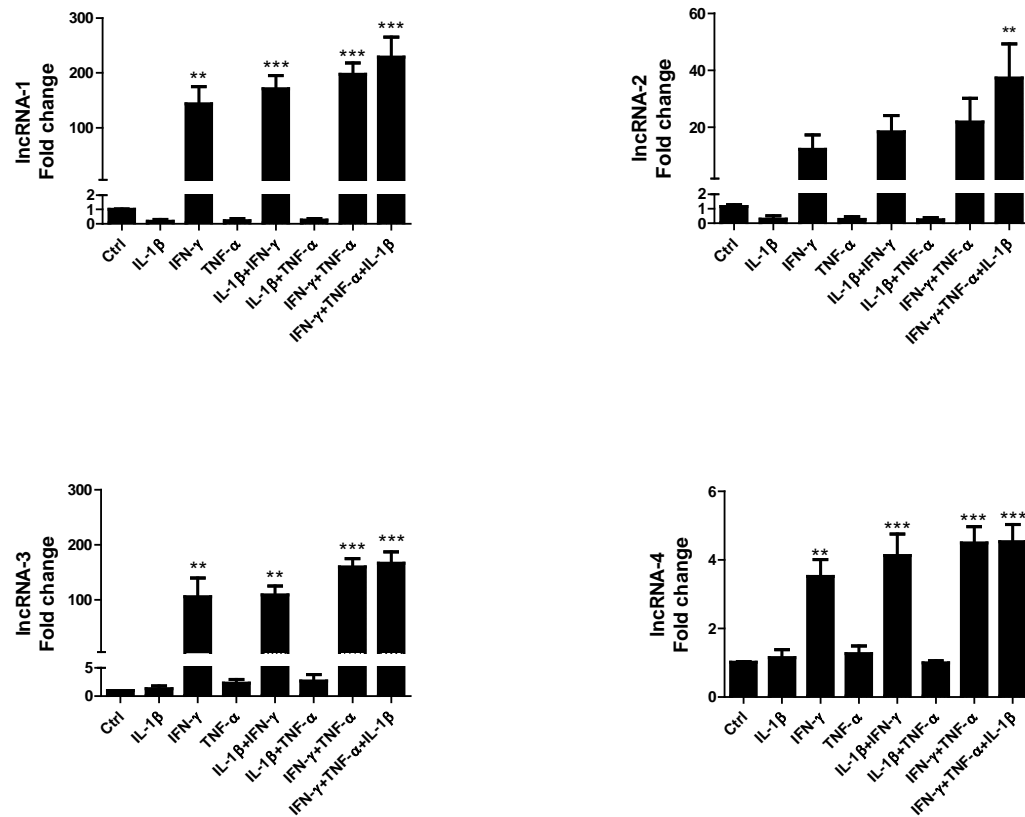 lncRNA-1
Fold change
300
200
100
2
1
0
** *** *** ***
Ctrl
IL-1β
IFN-γ
TNF-α
IL-1β+IFN-γ
IL-1β+TNF-α
IFN-γ+TNF-α
IFN-γ+TNF-α+IL-1β
lncRNA-2
Fold change
60
40
20
2
1
0
**
Ctrl
IL-1β
IFN-γ
TNF-α
IL-1β+IFN-γ
IL-1β+TNF-α
IFN-γ+TNF-α
IFN-γ+TNF-α+IL-1β
lncRNA-3
Fold change
300
200
100
5
0
** ** *** ***
Ctrl
IL-1β
IFN-γ
TNF-α
IL-1β+IFN-γ
IL-1β+TNF-α
IFN-γ+TNF-α
IFN-γ+TNF-α+IL-1β
lncRNA-4
Fold change
6
4
2
0
** *** *** ***
Ctrl
IL-1β
IFN-γ
TNF-α
IL-1β+IFN-γ
IL-1β+TNF-α
IFN-γ+TNF-α
IFN-γ+TNF-α+IL-1β